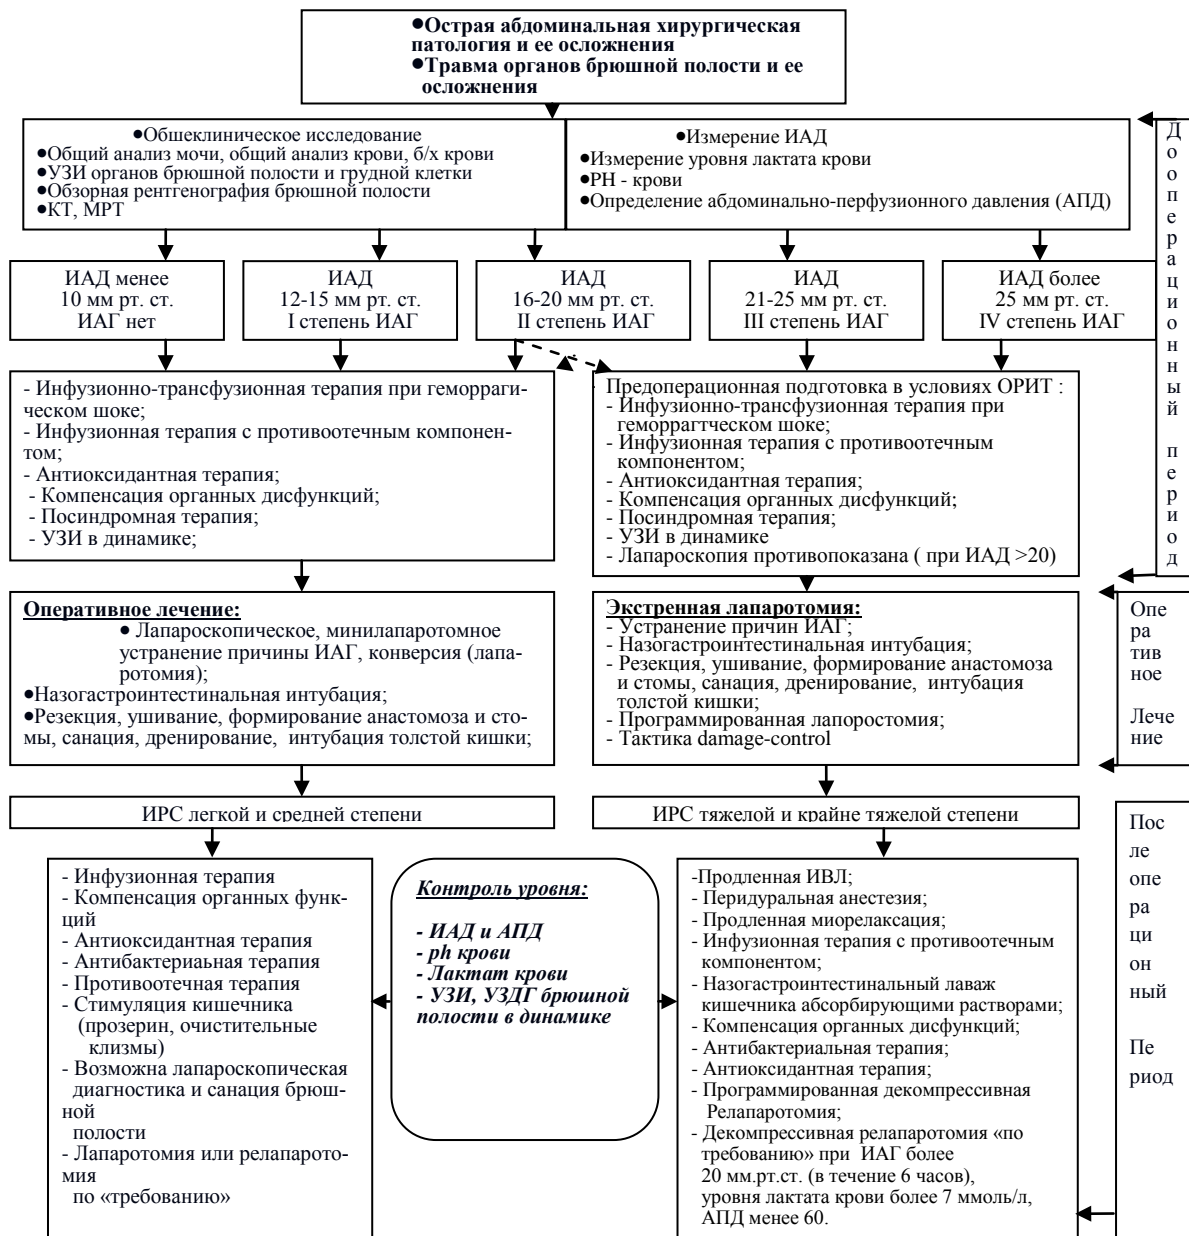 ●Острая абдоминальная хирургическая
патология и ее осложнения
●Травма органов брюшной полости и ее
осложнения
●Обшеклиническое исследование
●Общий анализ мочи, общий анализ крови, б/х крови
●УЗИ органов брюшной полости и грудной клетки
●Обзорная рентгенография брюшной полости
●КТ, МРТ
●Измерение ИАД
●Измерение уровня лактата крови
●РН - крови
●Определение абдоминально-перфузионного давления (АПД)
Д
о
о
п
е
р
а
ц
и
о
н
н
ы
й
п
е
р
и
о
д
ИАД менее
10 мм рт. ст.
ИАГ нет
ИАД
12-15 мм рт. ст.
I степень ИАГ
ИАД
16-20 мм рт. ст.
II степень ИАГ
ИАД
21-25 мм рт. ст.
III степень ИАГ
ИАД более
25 мм рт. ст.
IV степень ИАГ
- Инфузионно-трансфузионная терапия при геморраги-
ческом шоке;
- Инфузионная терапия с противоотечным компонен-
том;
- Антиоксидантная терапия;
- Компенсация органных дисфункций;
- Посиндромная терапия;
- УЗИ в динамике;
Предоперационная подготовка в условиях ОРИТ :
- Инфузионно-трансфузионная терапия при
геморрагтческом шоке;
- Инфузионная терапия с противоотечным
компонентом;
- Антиоксидантная терапия;
- Компенсация органных дисфункций;
- Посиндромная терапия;
- УЗИ в динамике
- Лапароскопия противопоказана ( при ИАД >20)
Оперативное лечение:
● Лапароскопическое, минилапаротомное
устранение причины ИАГ, конверсия (лапа-
ротомия);
●Назогастроинтестинальная интубация;
●Резекция, ушивание, формирование анастомоза и сто-
мы, санация, дренирование, интубация толстой кишки;
Экстренная лапаротомия:
- Устранение причин ИАГ;
- Назогастроинтестинальная интубация;
- Резекция, ушивание, формирование анастомоза
и стомы, санация, дренирование, интубация
толстой кишки;
- Программированная лапоростомия;
- Тактика damage-control
Опе
ра
тив
ное
Лече
ние
ИРС легкой и средней степени
ИРС тяжелой и крайне тяжелой степени
- Инфузионная терапия
- Компенсация органных функ-
ций
- Антиоксидантная терапия
- Антибактериаьная терапия
- Противоотечная терапия
- Стимуляция кишечника
(прозерин, очистительные
клизмы)
- Возможна лапароскопическая
диагностика и санация брюш-
ной
полости
- Лапаротомия или релапарото-
мия
по «требованию»
Контроль уровня:
- ИАД и АПД
- ph крови
- Лактат крови
- УЗИ, УЗДГ брюшной
полости в динамике
-Продленная ИВЛ;
- Перидуральная анестезия;
- Продленная миорелаксация;
- Инфузионная терапия с противоотечным
компонентом;
- Назогастроинтестинальный лаваж
кишечника абсорбирующими растворами;
- Компенсация органных дисфункций;
- Антибактериальная терапия;
- Антиоксидантная терапия;
- Программированная декомпрессивная
Релапаротомия;
- Декомпрессивная релапаротомия «по
требованию» при ИАГ более
20 мм.рт.ст. (в течение 6 часов),
уровня лактата крови более 7 ммоль/л,
АПД менее 60.
Пос
ле
опе
ра
ци
он
ный
Пе
риод